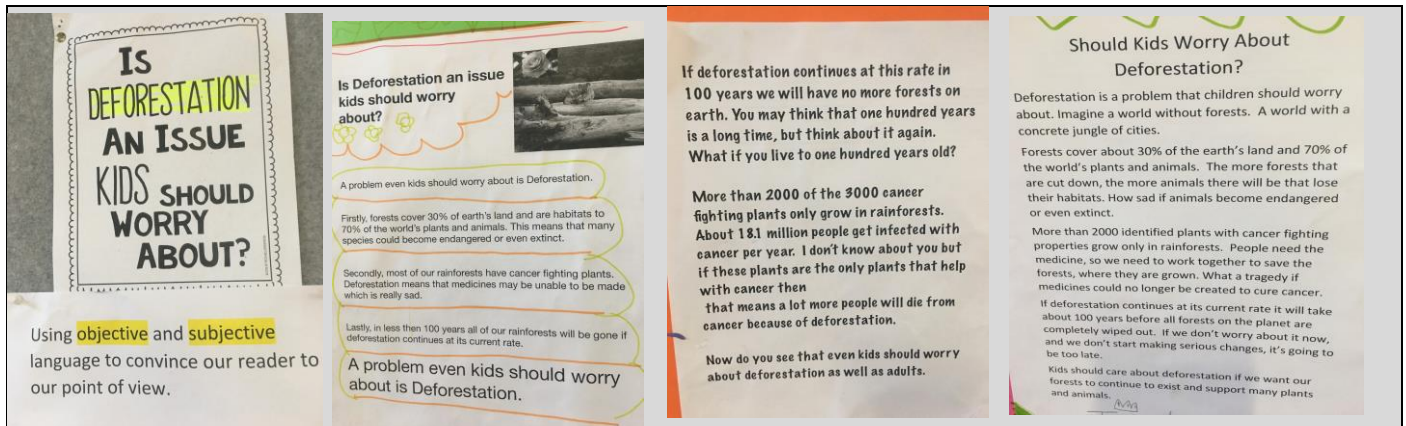 IS
DEFORESTATION
AN ISSUE
KIDS SHOULD
WORRY
ABOUT?
Using objective and subjective
language to convince our reader to
our point of view.
Is Deforestation an issue
kids should worry
about?
A problem even kids should worry about is Deforestation.
Firstly, forests cover 30% of earth's land and are habitats to
70% of the world's plants and animals. This means that many
species could become endangered or even extinct.
Secondly, most of our rainforests have cancer fighting plants.
Deforestation means that medicines may be unable to be made
which is really sad.
Lastly, in less then 100 years all of our rainforests will be gone if
deforestation continues at its current rate.
A problem even kids should worry
about is Deforestation.
If deforestation continues at this rate in
100 years we will have no more forests on
earth. You may think that one hundred years
is a long time, but think about it again.
What if you live to one hundred years old?
More than 2000 of the 3000 cancer
fighting plants only grow in rainforests.
About 18.1 million people get infected with
cancer per year. I don't know about you but
if these plants are the only plants that help
with cancer then
that means a lot more people will die from
cancer because of deforestation.
Now do you see that even kids should worry
about deforestation as well as adults.
Should Kids Worry About
Deforestation?
Deforestation is a problem that children should worry
about. Imagine a world without forests. A world with a
concrete jungle of cities.
Forests cover about 30% of the earth's land and 70% of
the world's plants and animals. The more forests that
are cut down, the more animals there will be that lose
their habitats. How sad if animals become endangered
or even extinct.
More than 2000 identified plants with cancer fighting
properties grow only in rainforests. People need the
medicine, so we need to work together to save the
forests, where they are grown. What a tragedy if
medicines could no longer be created to cure cancer.
If deforestation continues at its current rate it will take
about 100 years before all forests on the planet are
completely wiped out. If we don't worry about it now,
and we don't start making serious changes, it's going to
be too late.
Kids should care about deforestation if we want our
forests to continue to exist and support many plants
and animals.